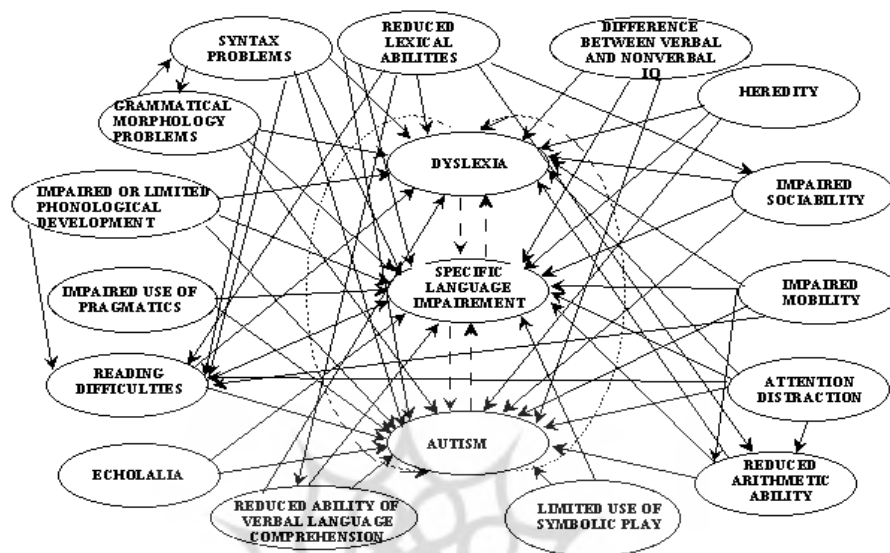 SYNTAX
PROBLEMS
REDUCED
LEXICAL
ABILITIES
DIFFERENCE
BETWEEN VERBAL
AND NONVERBAL
IQ
HEREDITY
GRAMMATICAL
MORPHOLOGY
PROBLEMS
DYSLEXIA
IMPAIRED OR LIMITED
PHONOLOGICAL
DEVELOPMENT
IMPAIRED
SOCIABILITY
SPECIFIC
LANGUAGE
IMPAIREMENT
IMPAIRED USE OF
PRAGMATICS
IMPAIRED
MOBILITY
READING
DIFFICULTIES
ATTENTION
DISTRACTION
AUTISM
ECHOLALIA
REDUCED
ARITHMETIC
ABILITY
REDUCED ABILITY OF
VERBAL LANGUAGE
COMPREHENSION
LIMITED USE OF
SYMBOLIC PLAY